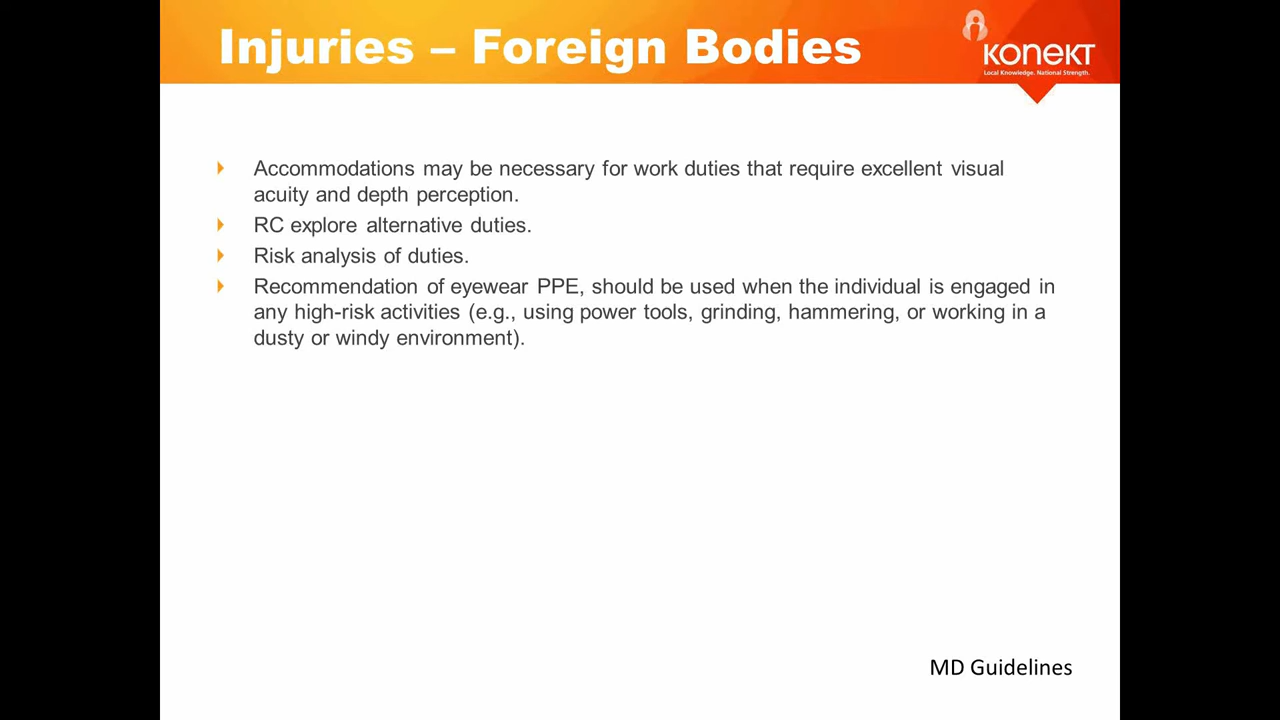 Injuries – Foreign Bodies
KONEKT
Local Knowledge. National Strength.
Accommodations may be necessary for work duties that require excellent visual
acuity and depth perception.
RC explore alternative duties.
Risk analysis of duties.
Recommendation of eyewear PPE, should be used when the individual is engaged in
any high-risk activities (e.g., using power tools, grinding, hammering, or working in a
dusty or windy environment).
MD Guidelines